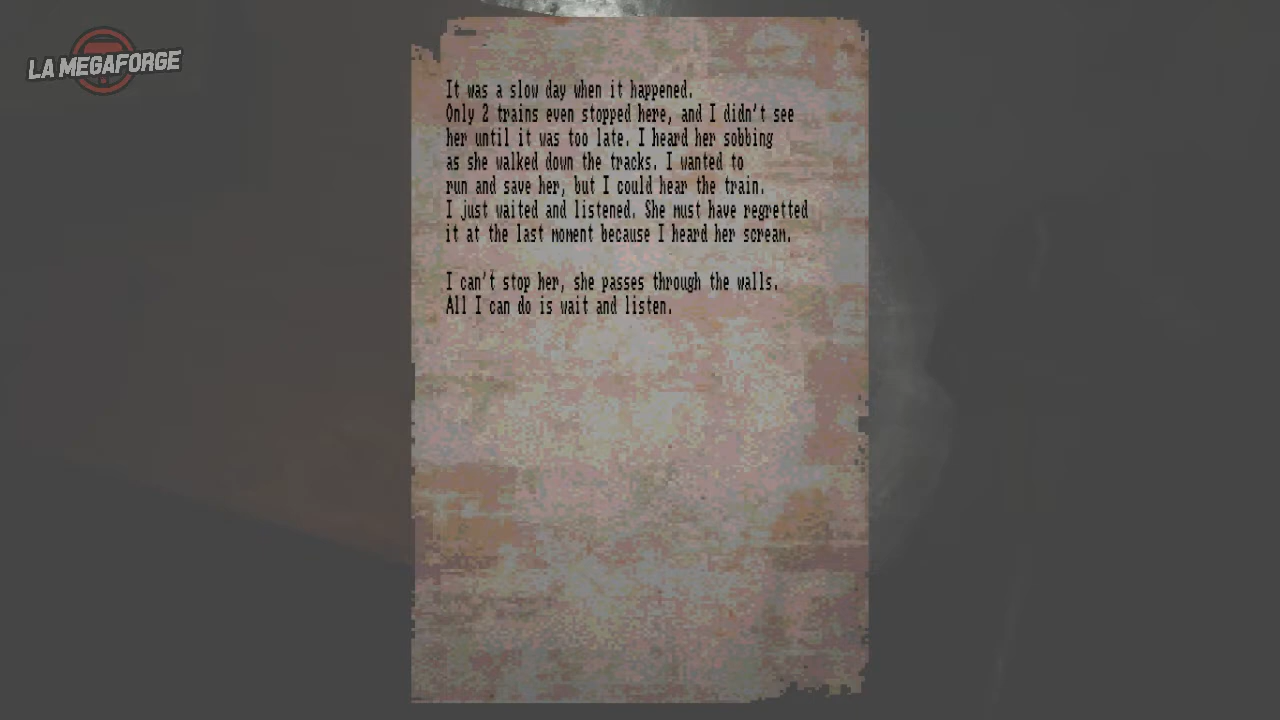 LA MEGAFORGE
It was a slow day when it happened.
Only 2 trains even stopped here, and I didn't see
her until it was too late. I heard her sobbing
as she walked down the tracks. I wanted to
run and save her, but I could hear the train.
I just waited and listened. She must have regretted
it at the last moment because I heard her scream.
I can't stop her, she passes through the walls.
All I can do is wait and listen.